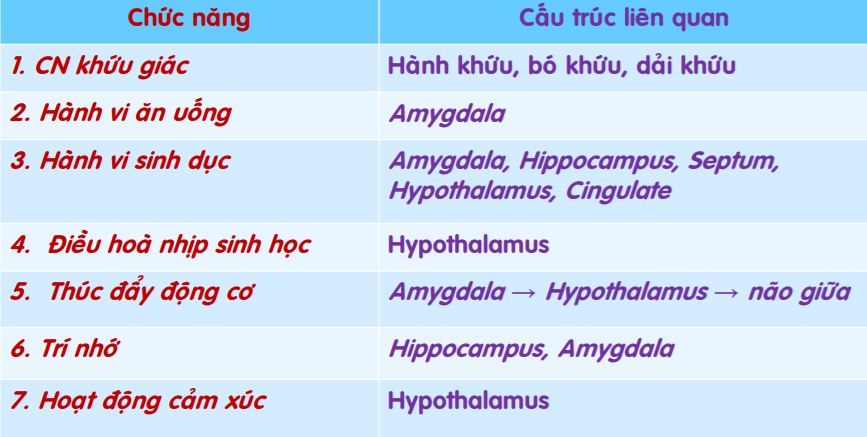 Chức năng
Cấu trúc liên quan
1. CN khứu giác
Hành khứu, bó khứu, dải khứu
2. Hành vi ăn uống
Amygdala
3. Hành vi sinh dục
Amygdala, Hippocampus, Septum,
Hypothalamus, Cingulate
4. Điều hoà nhịp sinh học
Hypothalamus
5. Thúc đẩy động cơ
Amygdala → Hypothalamus → não giữa
6. Trí nhớ
Hippocampus, Amygdala
7. Hoạt động cảm xúc
Hypothalamus